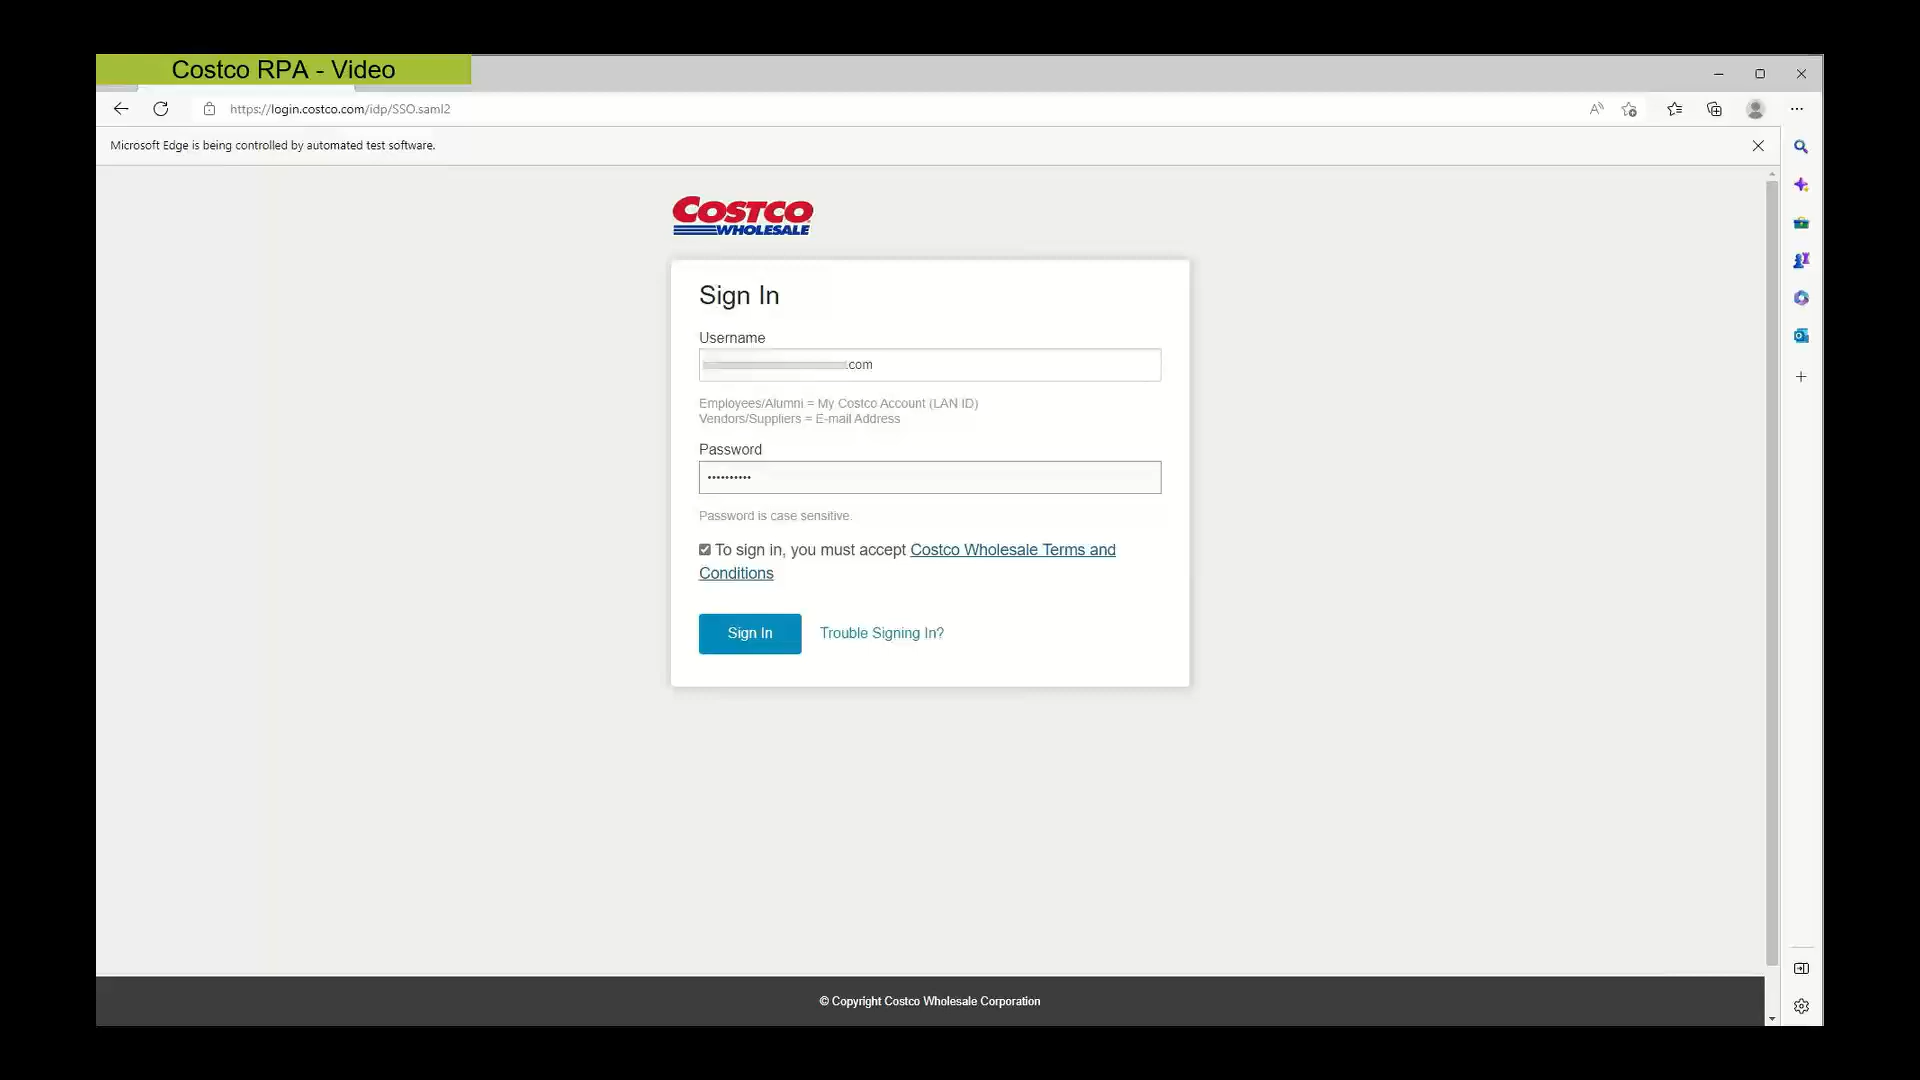 Costco RPA - Video
https://login.costco.com/idp/SSO.saml2
Microsoft Edge is being controlled by automated test software.
COSTCO
WHOLESALE
Sign In
Username
.com
Employees/Alumni = My Costco Account (LAN ID)
Vendors/Suppliers = E-mail Address
Password
Password is case sensitive.
To sign in, you must accept Costco Wholesale Terms and
Conditions
Sign In Trouble Signing In?
© Copyright Costco Wholesale Corporation